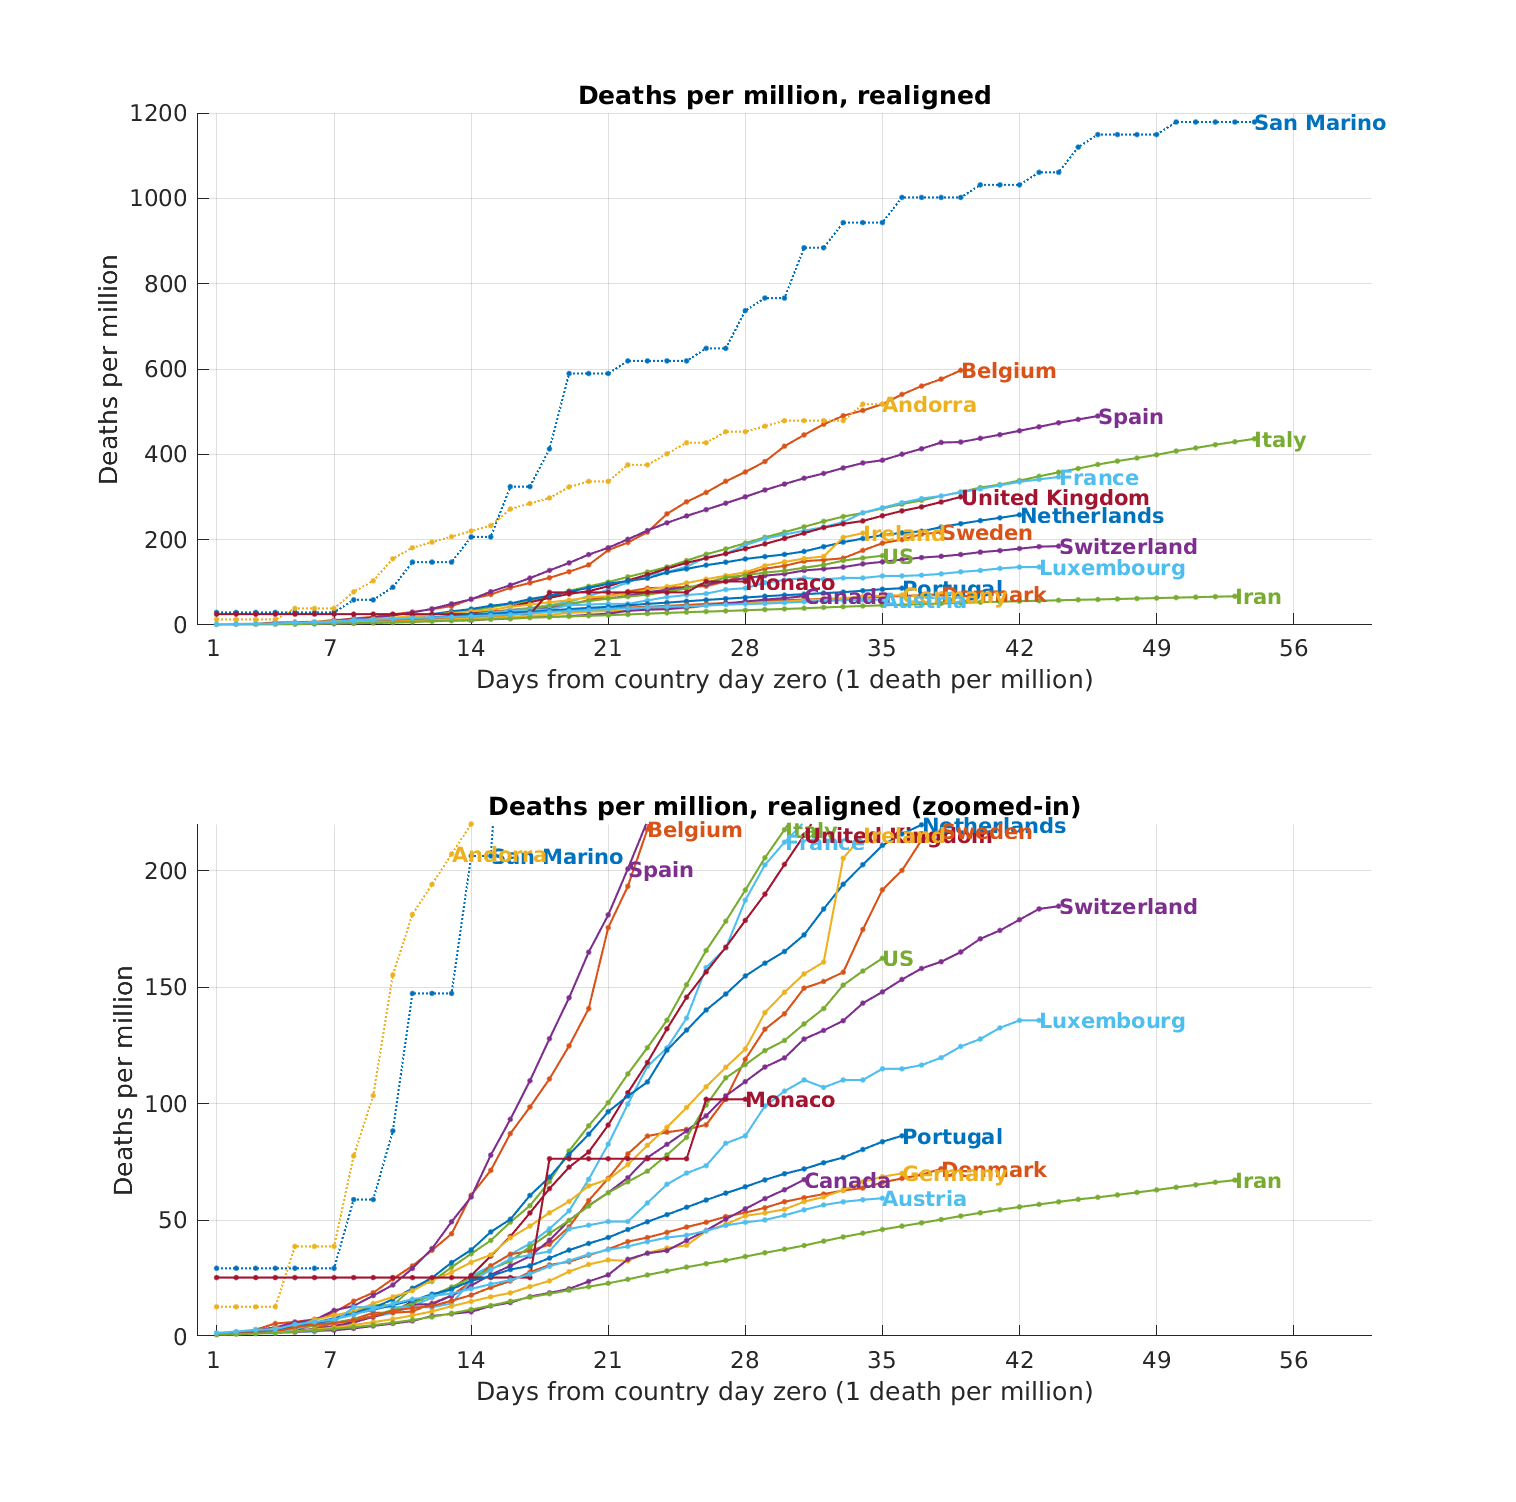 Deaths per million, realigned
1200
1000
800
600
400
200
0
Deaths per million
San Marino
Belgium
Andorra
Spain
Italy
France
United Kingdom
Netherlands
Ireland
Sweden
US
Switzerland
Luxembourg
Monaco
Portugal
Canada
Germany
Denmark
Austria
Iran
1 7 14 21 28 35 42 49 56
Days from country day zero (1 death per million)
Deaths per million, realigned (zoomed-in)
200
150
100
50
0
Deaths per million
Andorra
San Marino
Belgium
Spain
Italy
France
United Kingdom
Ireland
Netherlands
Sweden
Switzerland
US
Luxembourg
Monaco
Portugal
Canada
Germany
Denmark
Austria
Iran
1 7 14 21 28 35 42 49 56
Days from country day zero (1 death per million)